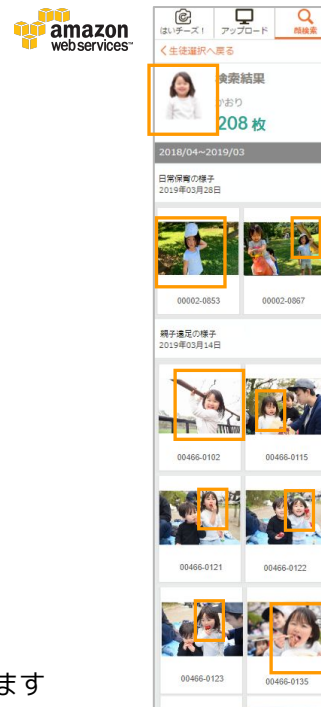 amazon
webservices™
はいチーズ！ アップロード 顔検索
く生徒選択へ戻る
検索結果
かおり
208 枚
2018/04~2019/03
日常保育の様子
2019年03月28日
00002-0853 00002-0867
親子遠足の様子
2019年03月14日
00466-0102 00466-0115
00466-0121 00466-0122
00466-0123 00466-0135
ます